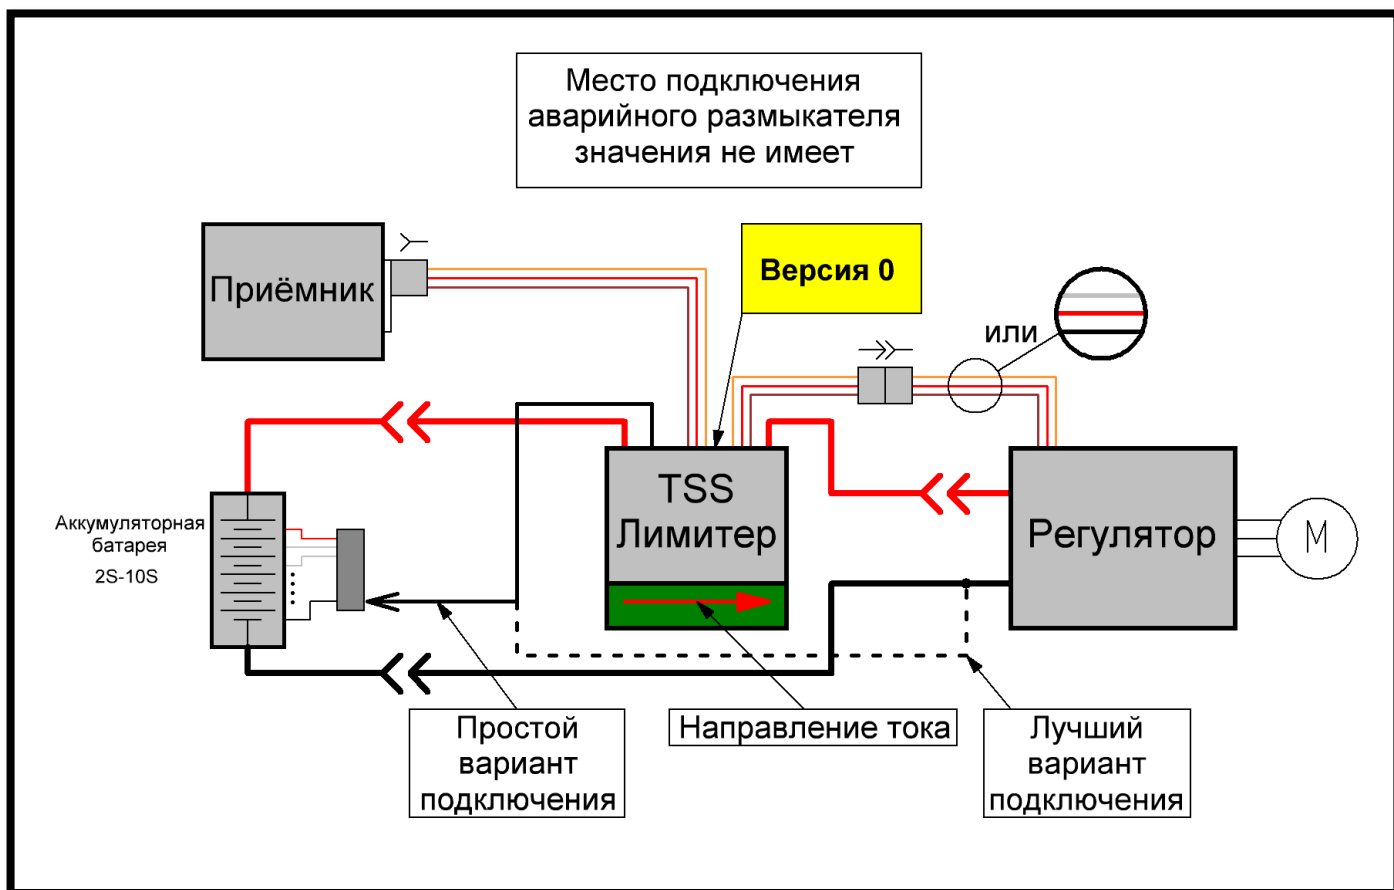 Место подключения
аварийного размыкателя
значения не имеет
Приёмник
Версия 0
или
TSS
Лимитер
Регулятор
M
Аккумуляторная
батарея
2S-10S
Простой
вариант
подключения
Направление тока
Лучший
вариант
подключения